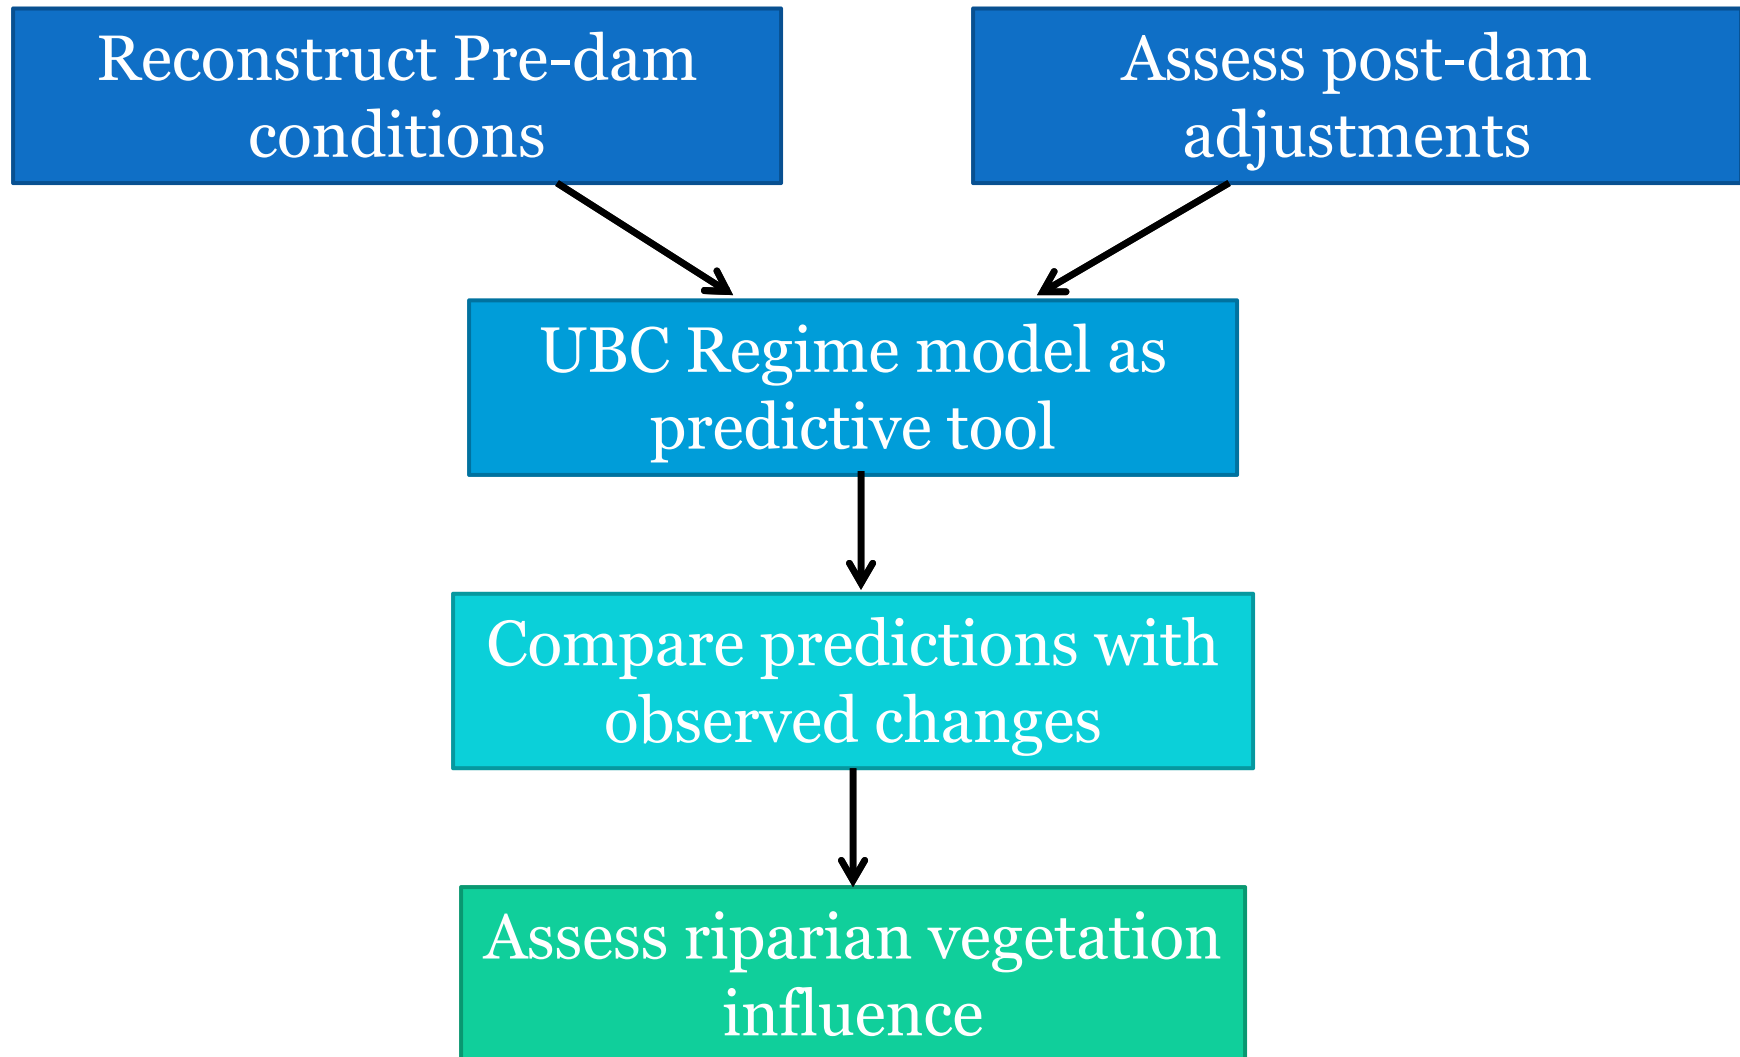 Reconstruct Pre-dam
conditions
Assess post-dam
adjustments
UBC Regime model as
predictive tool
Compare predictions with
observed changes
Assess riparian vegetation
influence